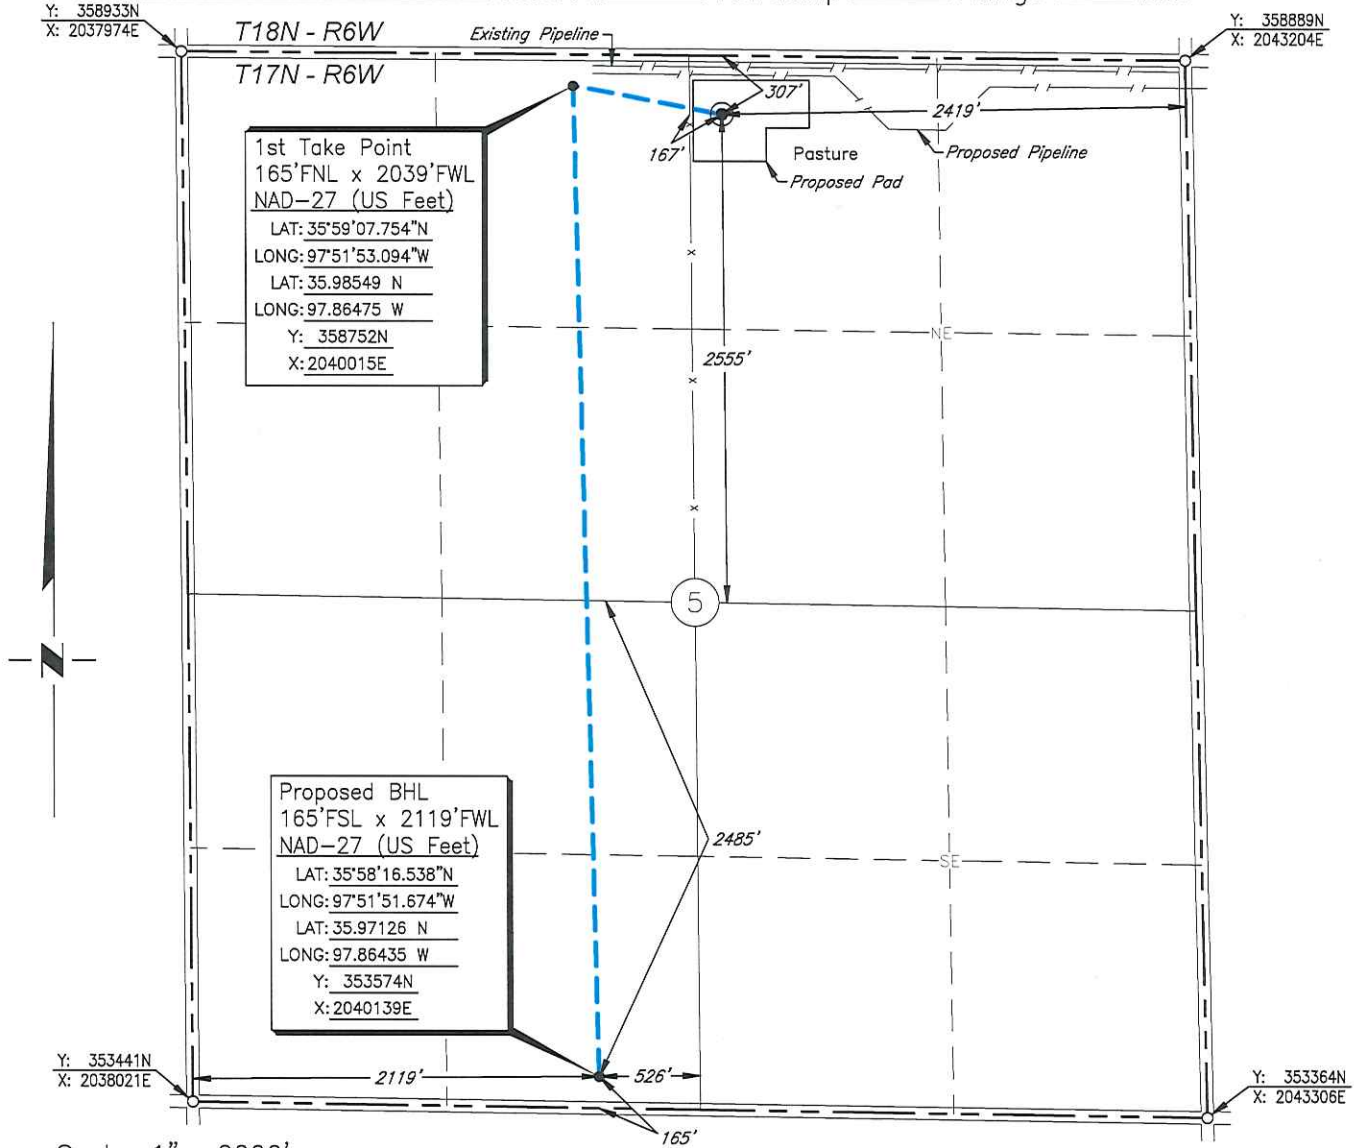 Y: 358933N
X: 2037974E
T18N - R6W
Existing Pipeline
Y: 358889N
X: 2043204E
T17N - R6W
307'
2419'
167'
Pasture
Proposed Pipeline
Proposed Pad
1st Take Point
165'FNL x 2039'FWL
NAD-27 (US Feet)
LAT: 35°59'07.754"N
LONG: 97°51'53.094"W
LAT: 35.98549 N
LONG: 97.86475 W
Y: 358752N
X: 2040015E
NE
2555'
x
x
x
5
N
Proposed BHL
165'FSL x 2119'FWL
NAD-27 (US Feet)
LAT: 35°58'16.538"N
LONG: 97°51'51.674"W
LAT: 35.97126 N
LONG: 97.86435 W
Y: 353574N
X: 2040139E
2485'
SE
Y: 353441N
X: 2038021E
2119'
526'
Y: 353364N
X: 2043306E
165'